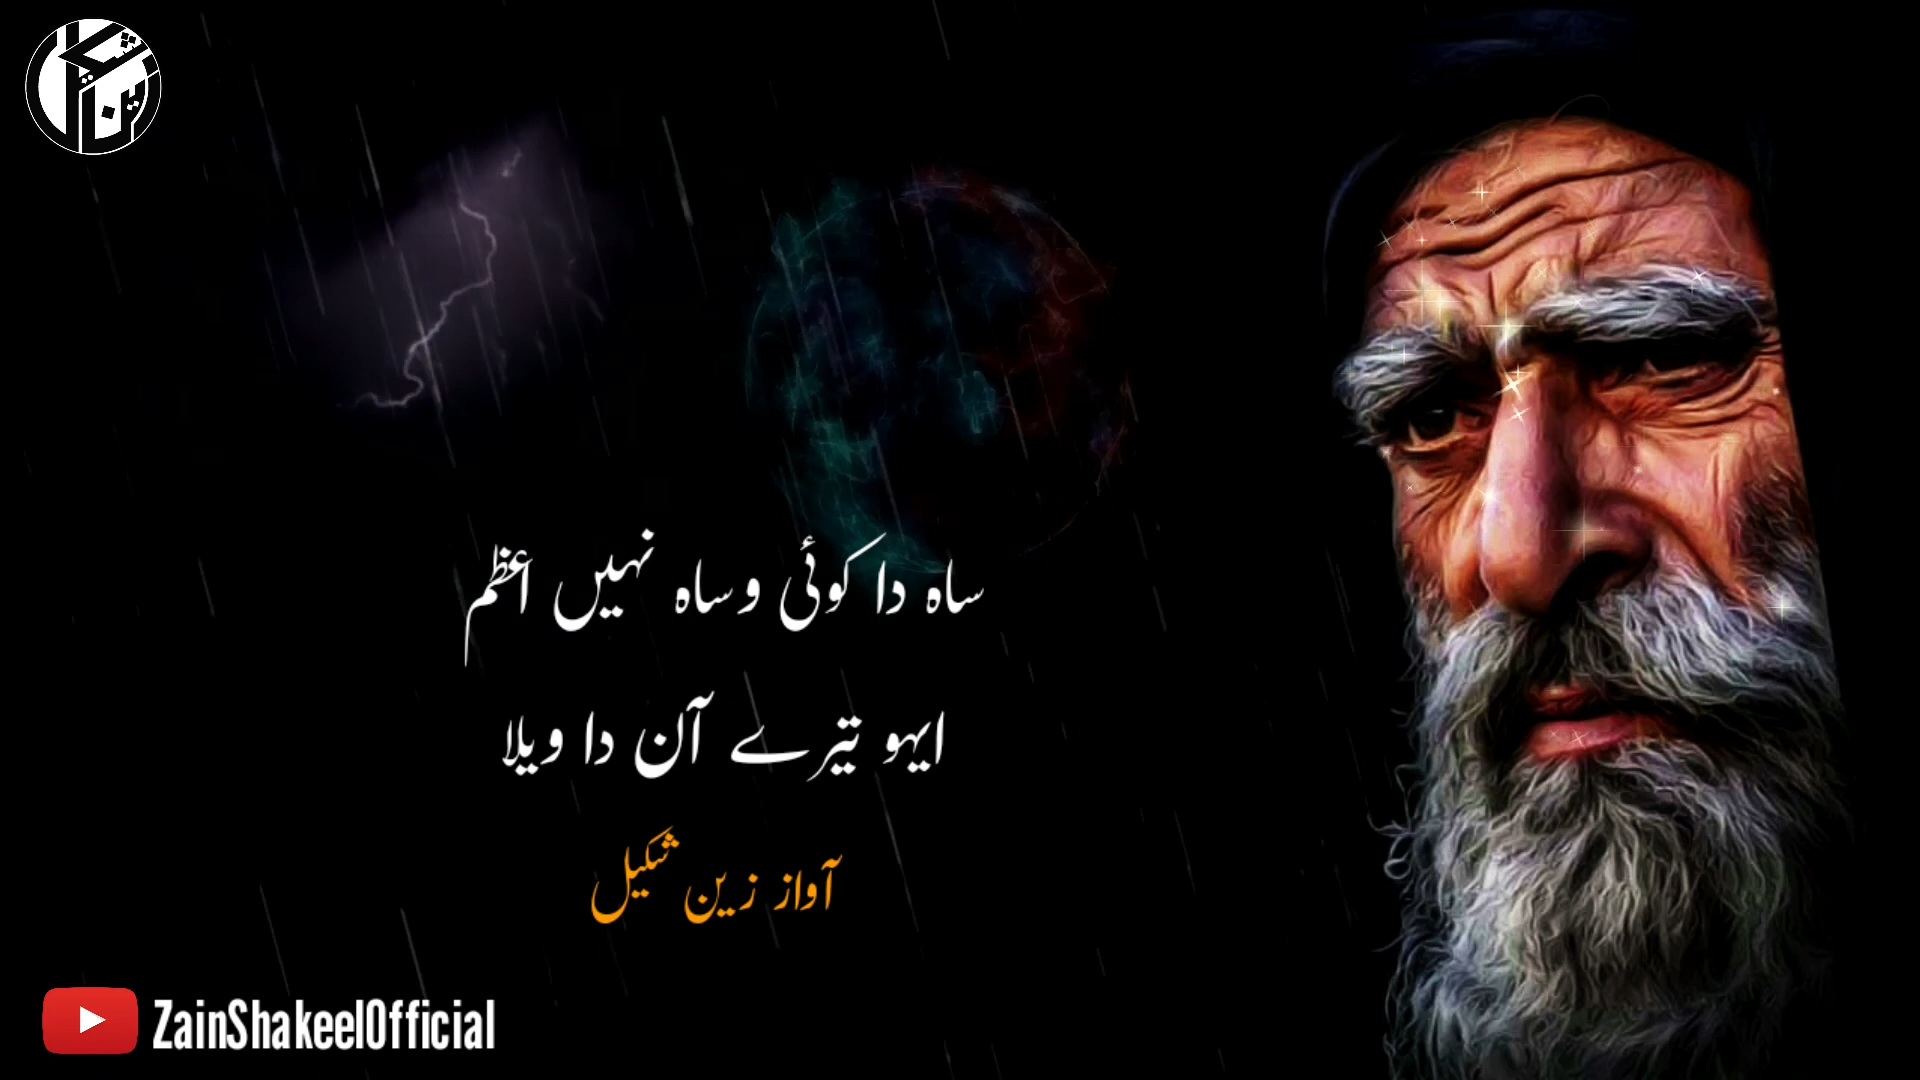 ساہ دا کوئی وساہ نہیں اعظم
ایہو تیرے آن دا ویلا
آواز زین شکیل
ZainShakeelOfficial